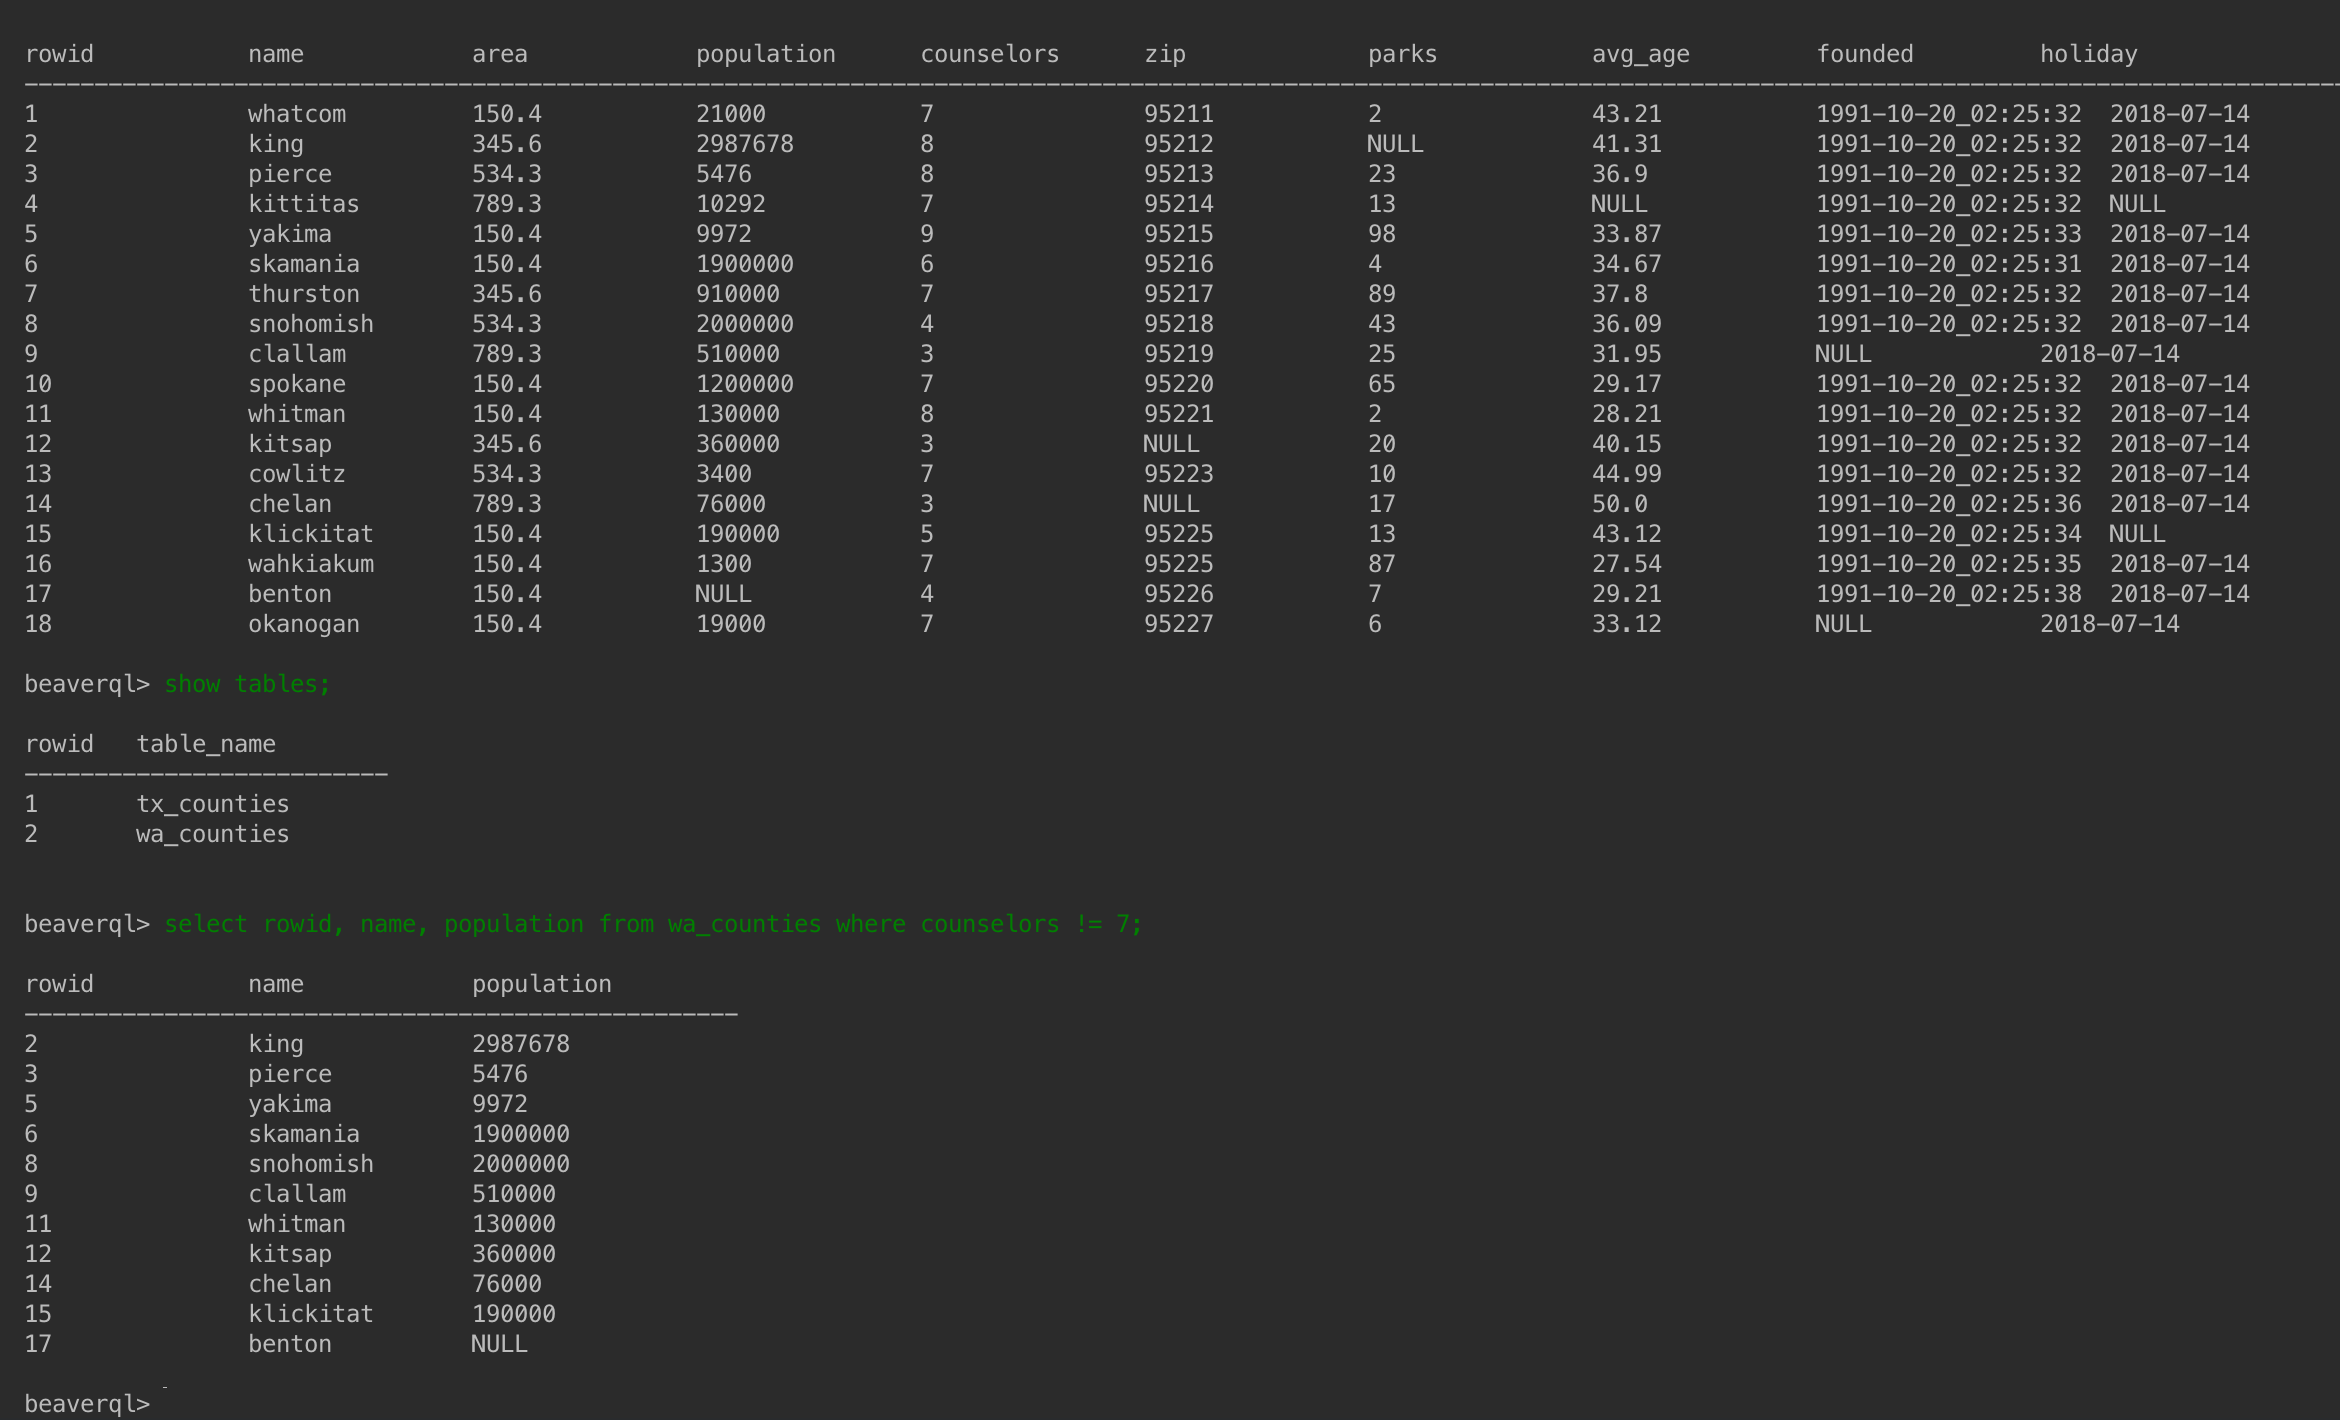 rowid name area population counselors zip parks avg_age founded holiday
1 whatcom 150.4 21000 7 95211 2 43.21 1991-10-20_02:25:32 2018-07-14
2 king 345.6 2987678 8 95212 NULL 41.31 1991-10-20_02:25:32 2018-07-14
3 pierce 534.3 5476 8 95213 23 36.9 1991-10-20_02:25:32 2018-07-14
4 kittitas 789.3 10292 7 95214 13 NULL 1991-10-20_02:25:32 NULL
5 yakima 150.4 9972 9 95215 98 33.87 1991-10-20_02:25:33 2018-07-14
6 skamania 150.4 1900000 6 95216 4 34.67 1991-10-20_02:25:31 2018-07-14
7 thurston 345.6 910000 7 95217 89 37.8 1991-10-20_02:25:32 2018-07-14
8 snohomish 534.3 2000000 4 95218 43 36.09 1991-10-20_02:25:32 2018-07-14
9 clallam 789.3 510000 3 95219 25 31.95 NULL 2018-07-14
10 spokane 150.4 1200000 7 95220 65 29.17 1991-10-20_02:25:32 2018-07-14
11 whitman 150.4 130000 8 95221 2 28.21 1991-10-20_02:25:32 2018-07-14
12 kitsap 345.6 360000 3 NULL 20 40.15 1991-10-20_02:25:32 2018-07-14
13 cowlitz 534.3 3400 7 95223 10 44.99 1991-10-20_02:25:32 2018-07-14
14 chelan 789.3 76000 3 NULL 17 50.0 1991-10-20_02:25:36 2018-07-14
15 klickitat 150.4 190000 5 95225 13 43.12 1991-10-20_02:25:34 NULL
16 wahkiakum 150.4 1300 7 95225 87 27.54 1991-10-20_02:25:35 2018-07-14
17 benton 150.4 NULL 4 95226 7 29.21 1991-10-20_02:25:38 2018-07-14
18 okanogan 150.4 19000 7 95227 6 33.12 NULL 2018-07-14
beaverql> show tables;
rowid table_name
--------------------------
1 tx_counties
2 wa_counties
beaverql> select rowid, name, population from wa_counties where counselors != 7;
rowid name population
---------------------------------------------------
2 king 2987678
3 pierce 5476
5 yakima 9972
6 skamania 1900000
8 snohomish 2000000
9 clallam 510000
11 whitman 130000
12 kitsap 360000
14 chelan 76000
15 klickitat 190000
17 benton NULL
beaverql>